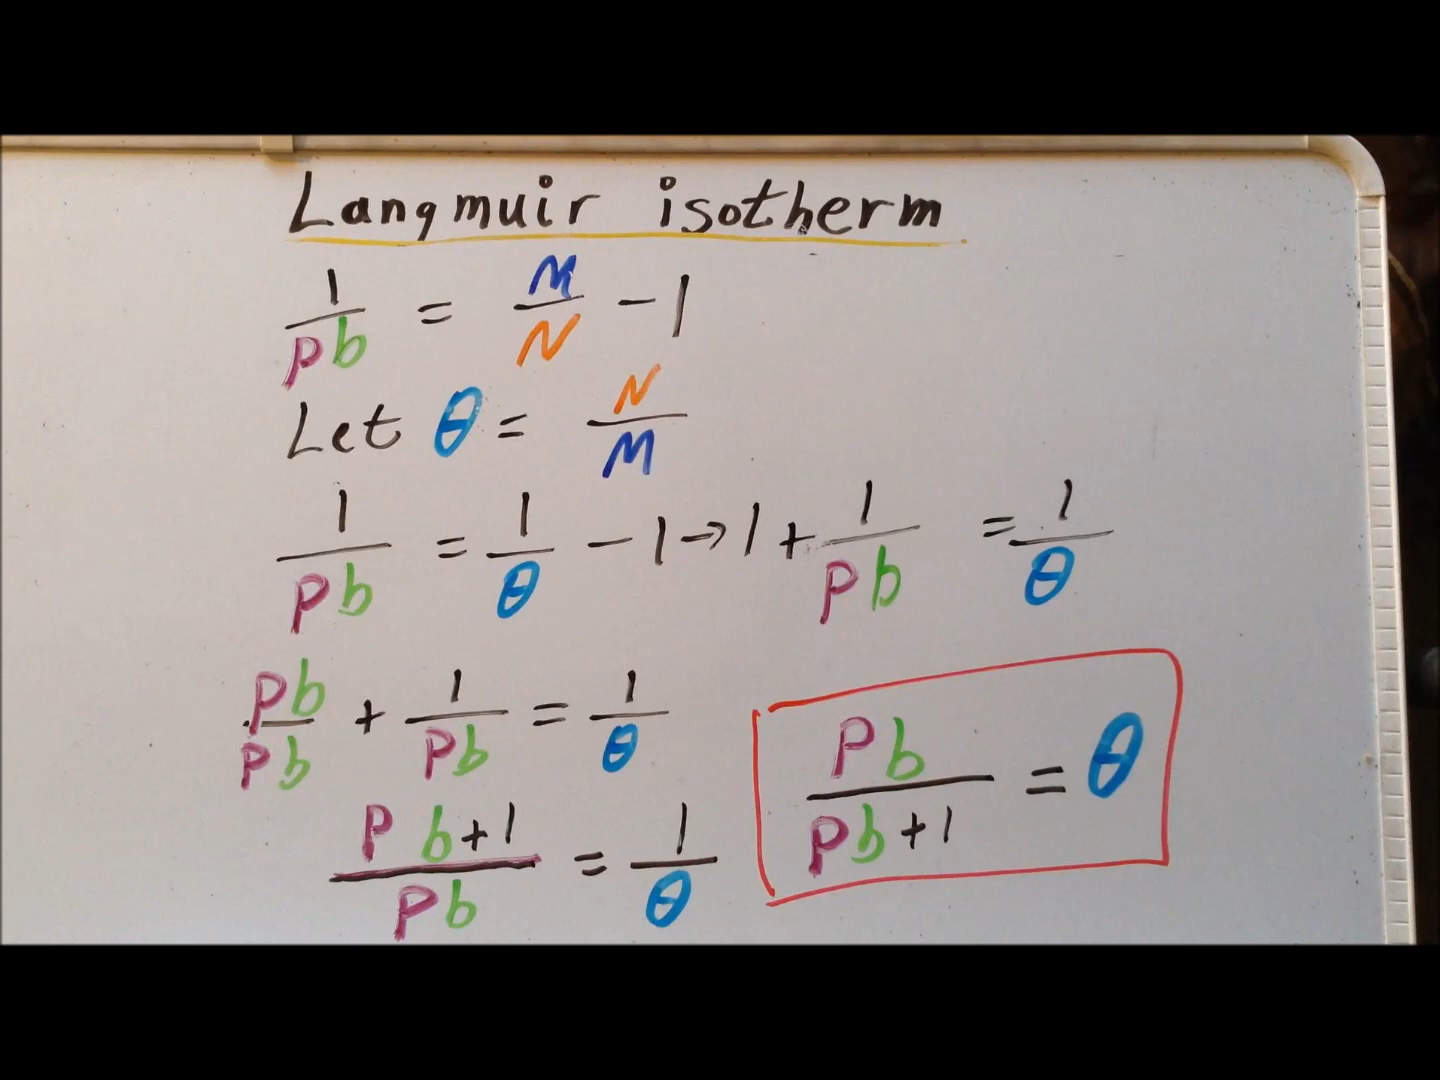 Langmuir isotherm
1/pb = M/N - 1
Let θ = N/M
1/pb = 1/θ - 1 → 1 + 1/pb = 1/θ
pb/pb + 1/pb = 1/θ
pb+1/pb = 1/θ
pb/pb+1 = θ